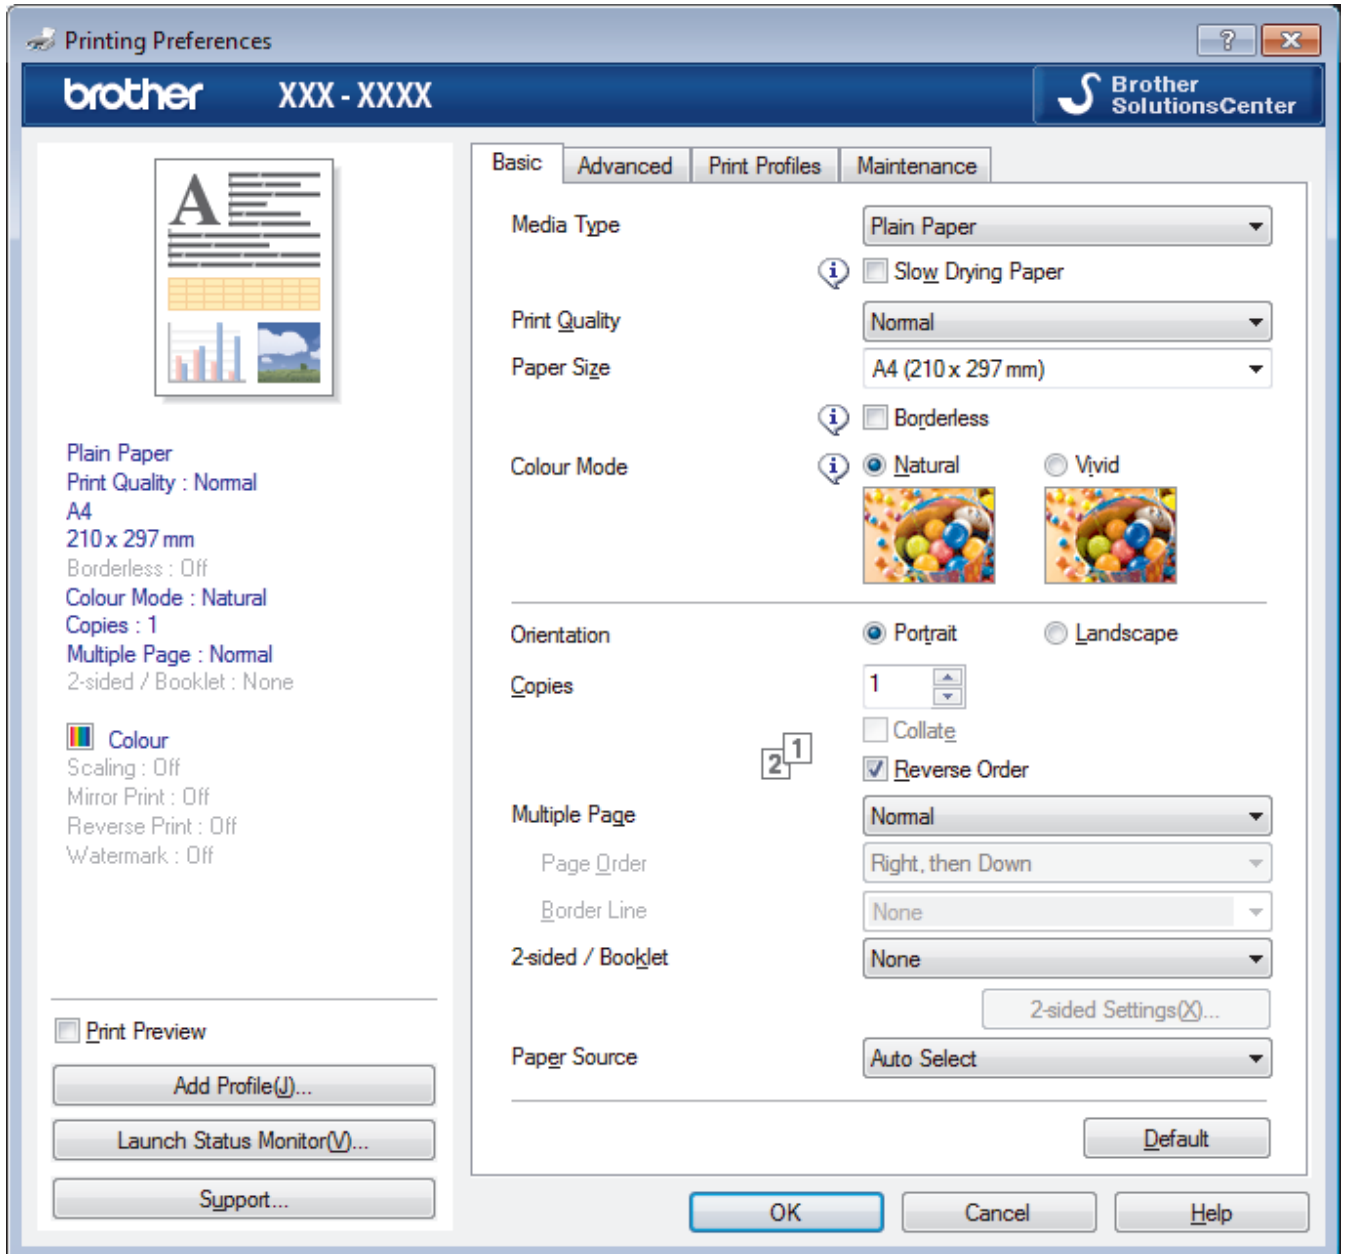 Printing Preferences
?
brother XXX - XXXX
Brother
SolutionsCenter
A
Plain Paper
Print Quality : Normal
A4
210 x 297 mm
Borderless : Off
Colour Mode : Natural
Copies : 1
Multiple Page : Normal
2-sided / Booklet : None
Colour
Scaling : Off
Mirror Print : Off
Reverse Print : Off
Watermark : Off
Print Preview
Add Profile(J)...
Launch Status Monitor(V)...
Support...
Basic Advanced Print Profiles Maintenance
Media Type Plain Paper
i Slow Drying Paper
Print Quality Normal
Paper Size A4 (210 x 297 mm)
i Borderless
Colour Mode i Natural Vivid
Orientation Portrait Landscape
Copies 1
Collate
2 1 Reverse Order
Multiple Page Normal
Page Order Right, then Down
Border Line None
2-sided / Booklet None
2-sided Settings(X)...
Paper Source Auto Select
Default
OK Cancel Help